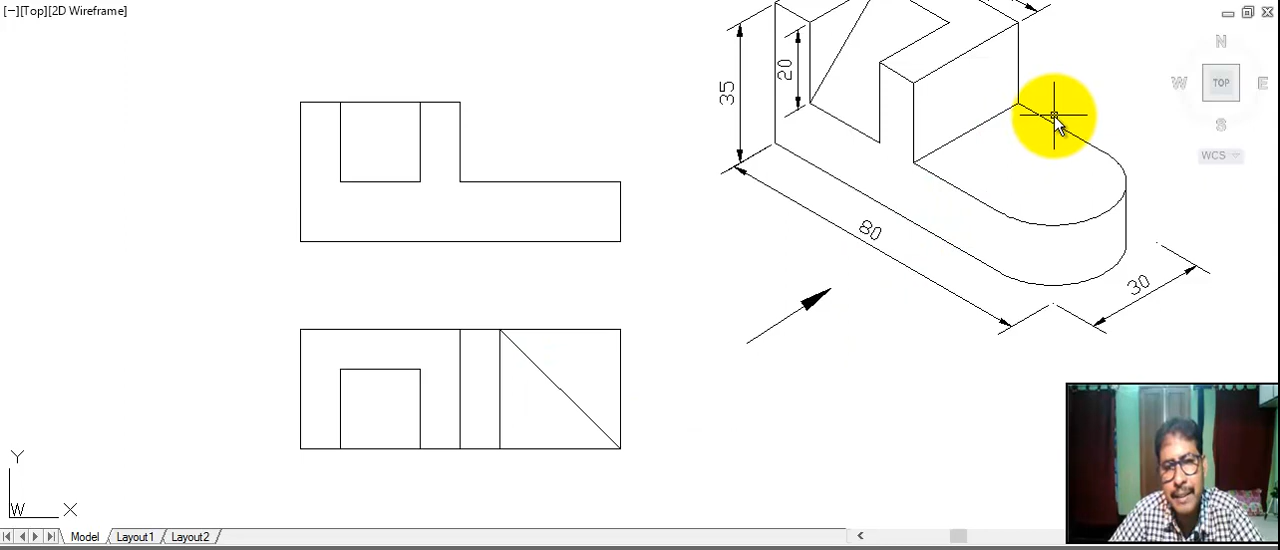 [−][Top][2D Wireframe]
N
W
TOP
E
S
WCS
35
20
80
30
Y
W
X
Model
Layout1
Layout2